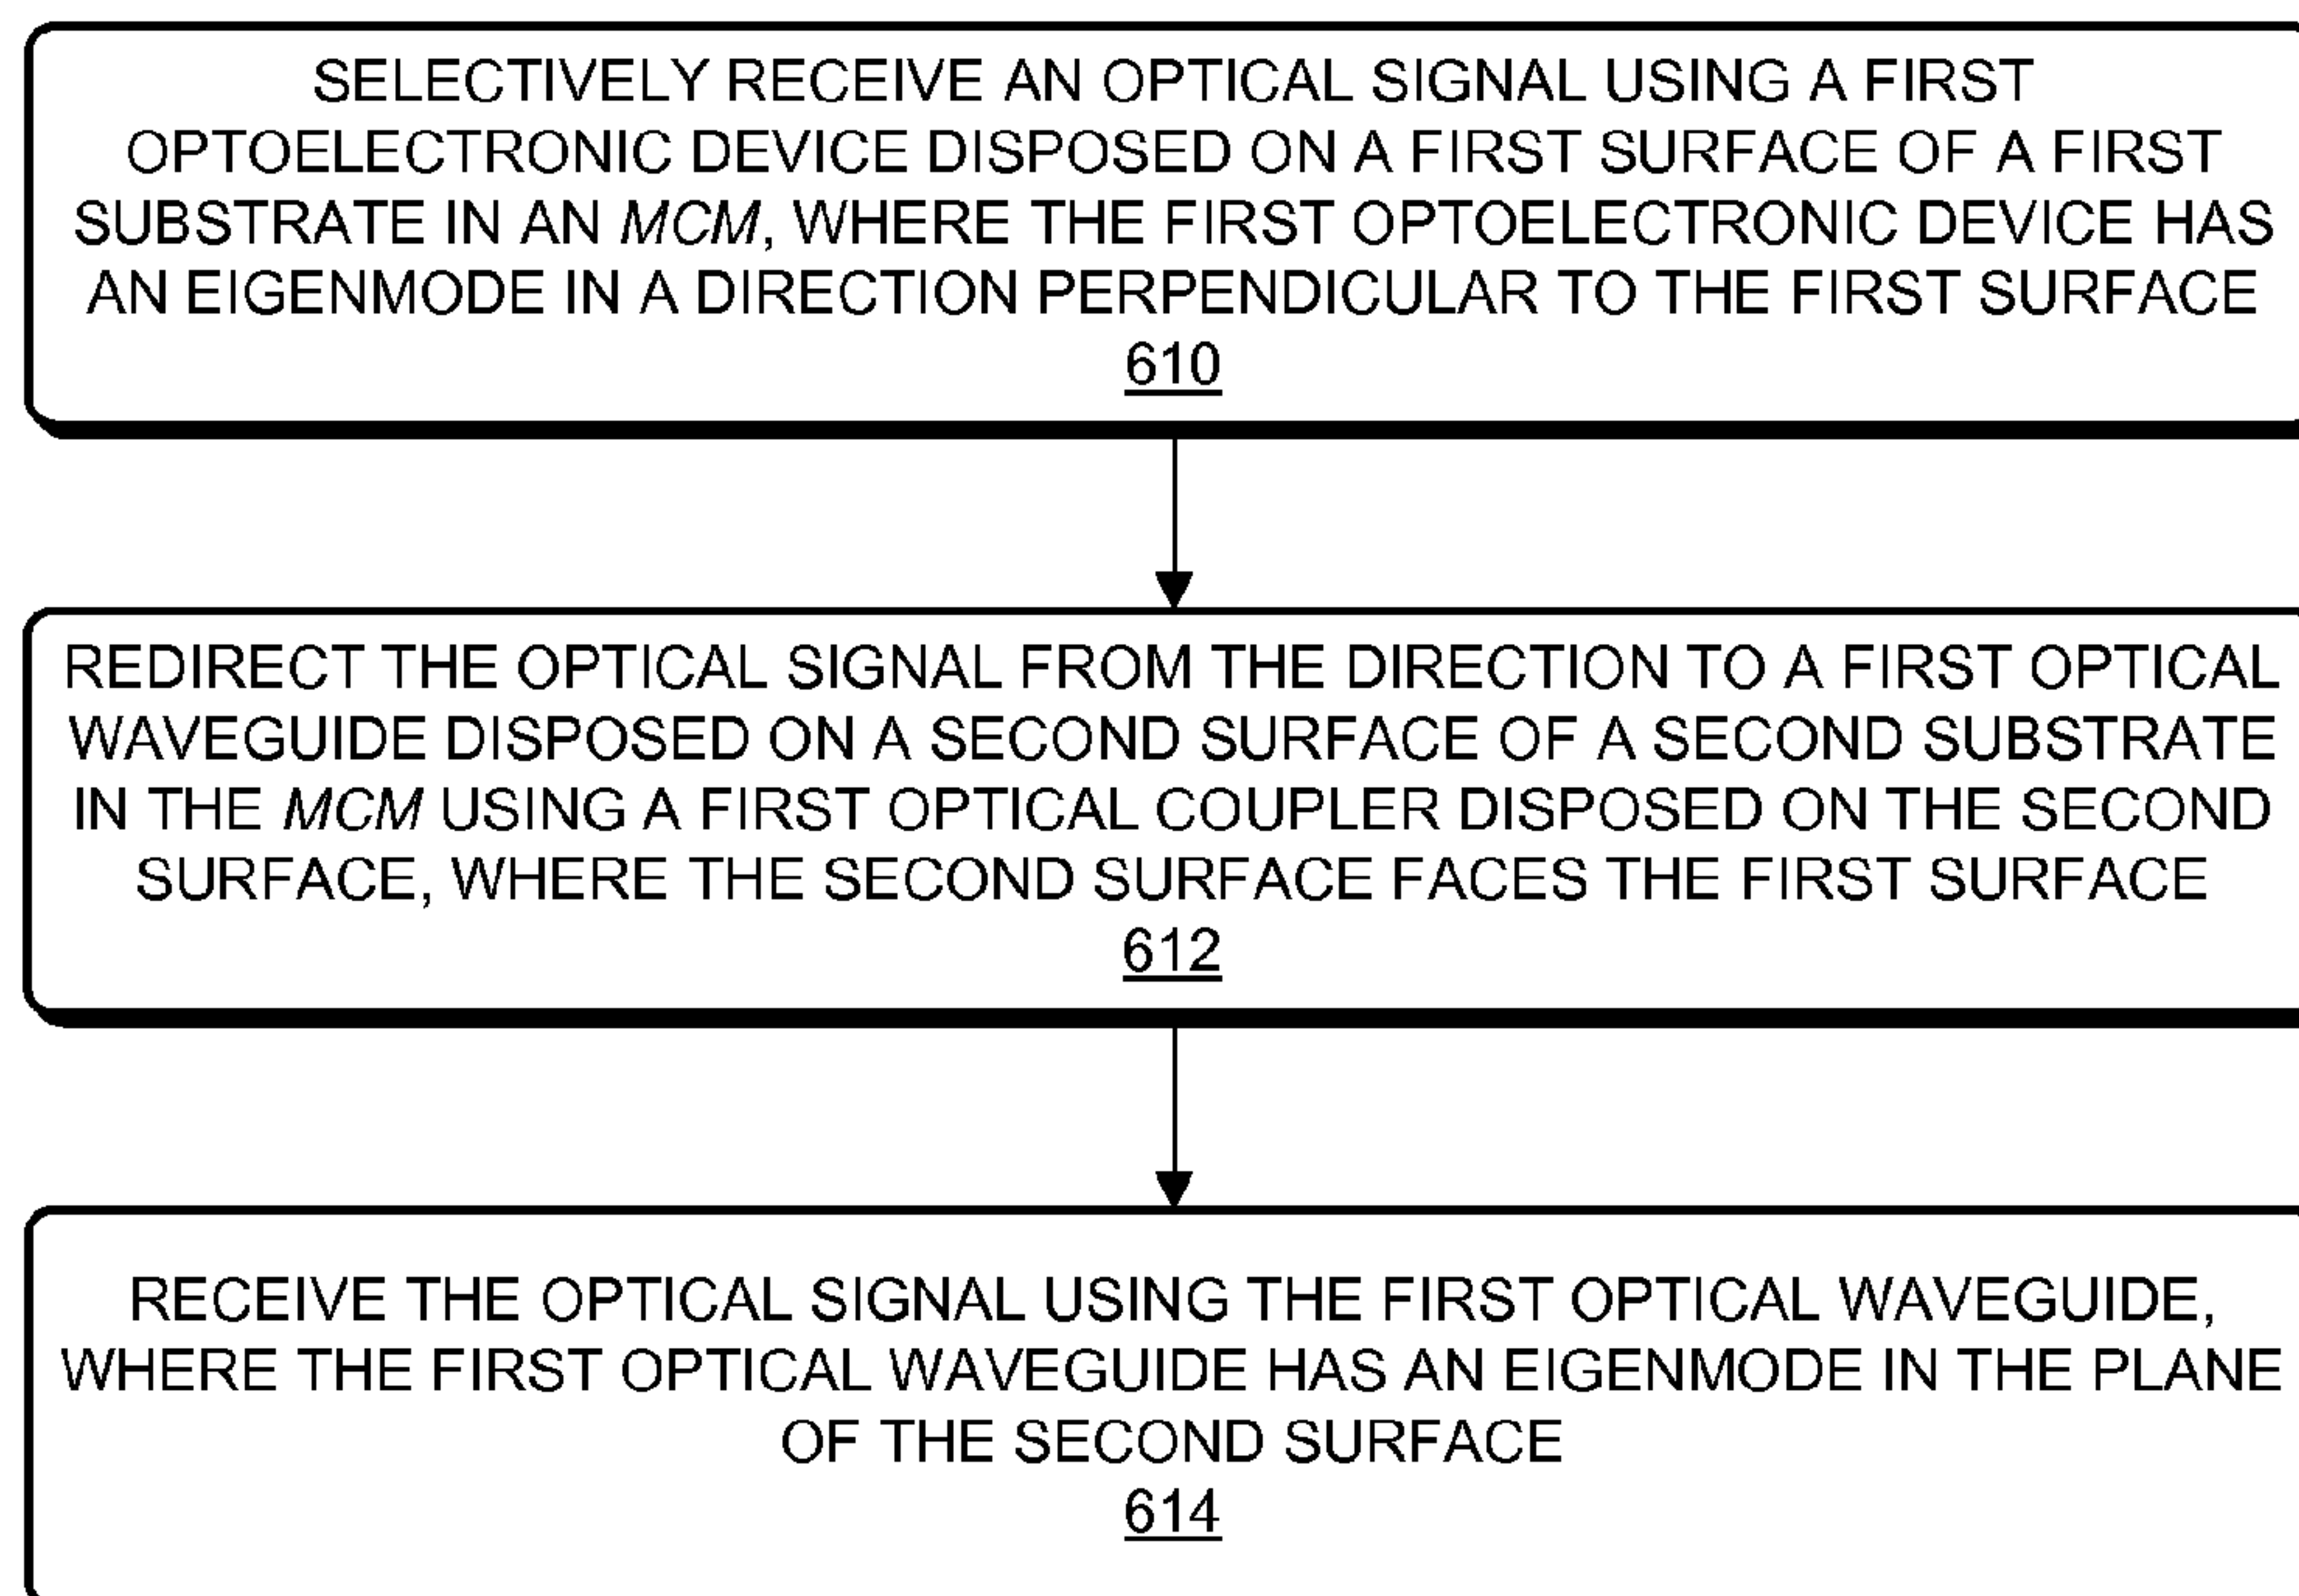 SELECTIVELY RECEIVE AN OPTICAL SIGNAL USING A FIRST
OPTOELECTRONIC DEVICE DISPOSED ON A FIRST SURFACE OF A FIRST
SUBSTRATE IN AN MCM, WHERE THE FIRST OPTOELECTRONIC DEVICE HAS
AN EIGENMODE IN A DIRECTION PERPENDICULAR TO THE FIRST SURFACE
610
REDIRECT THE OPTICAL SIGNAL FROM THE DIRECTION TO A FIRST OPTICAL
WAVEGUIDE DISPOSED ON A SECOND SURFACE OF A SECOND SUBSTRATE
IN THE MCM USING A FIRST OPTICAL COUPLER DISPOSED ON THE SECOND
SURFACE, WHERE THE SECOND SURFACE FACES THE FIRST SURFACE
612
RECEIVE THE OPTICAL SIGNAL USING THE FIRST OPTICAL WAVEGUIDE,
WHERE THE FIRST OPTICAL WAVEGUIDE HAS AN EIGENMODE IN THE PLANE
OF THE SECOND SURFACE
614